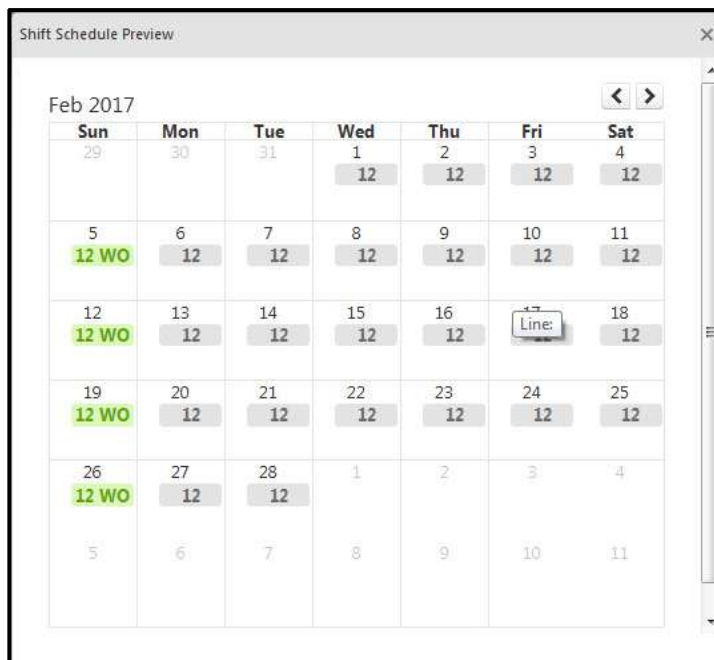 Shift Schedule Preview
Feb 2017
Sun Mon Tue Wed Thu Fri Sat
29 30 31 1 2 3 4
12 12 12 12
5 6 7 8 9 10 11
12 WO 12 12 12 12 12 12
12 13 14 15 16 17 18
12 WO 12 12 12 12 Line: 12 12
19 20 21 22 23 24 25
12 WO 12 12 12 12 12 12
26 27 28 1 2 3 4
12 WO 12 12
5 6 7 8 9 10 11